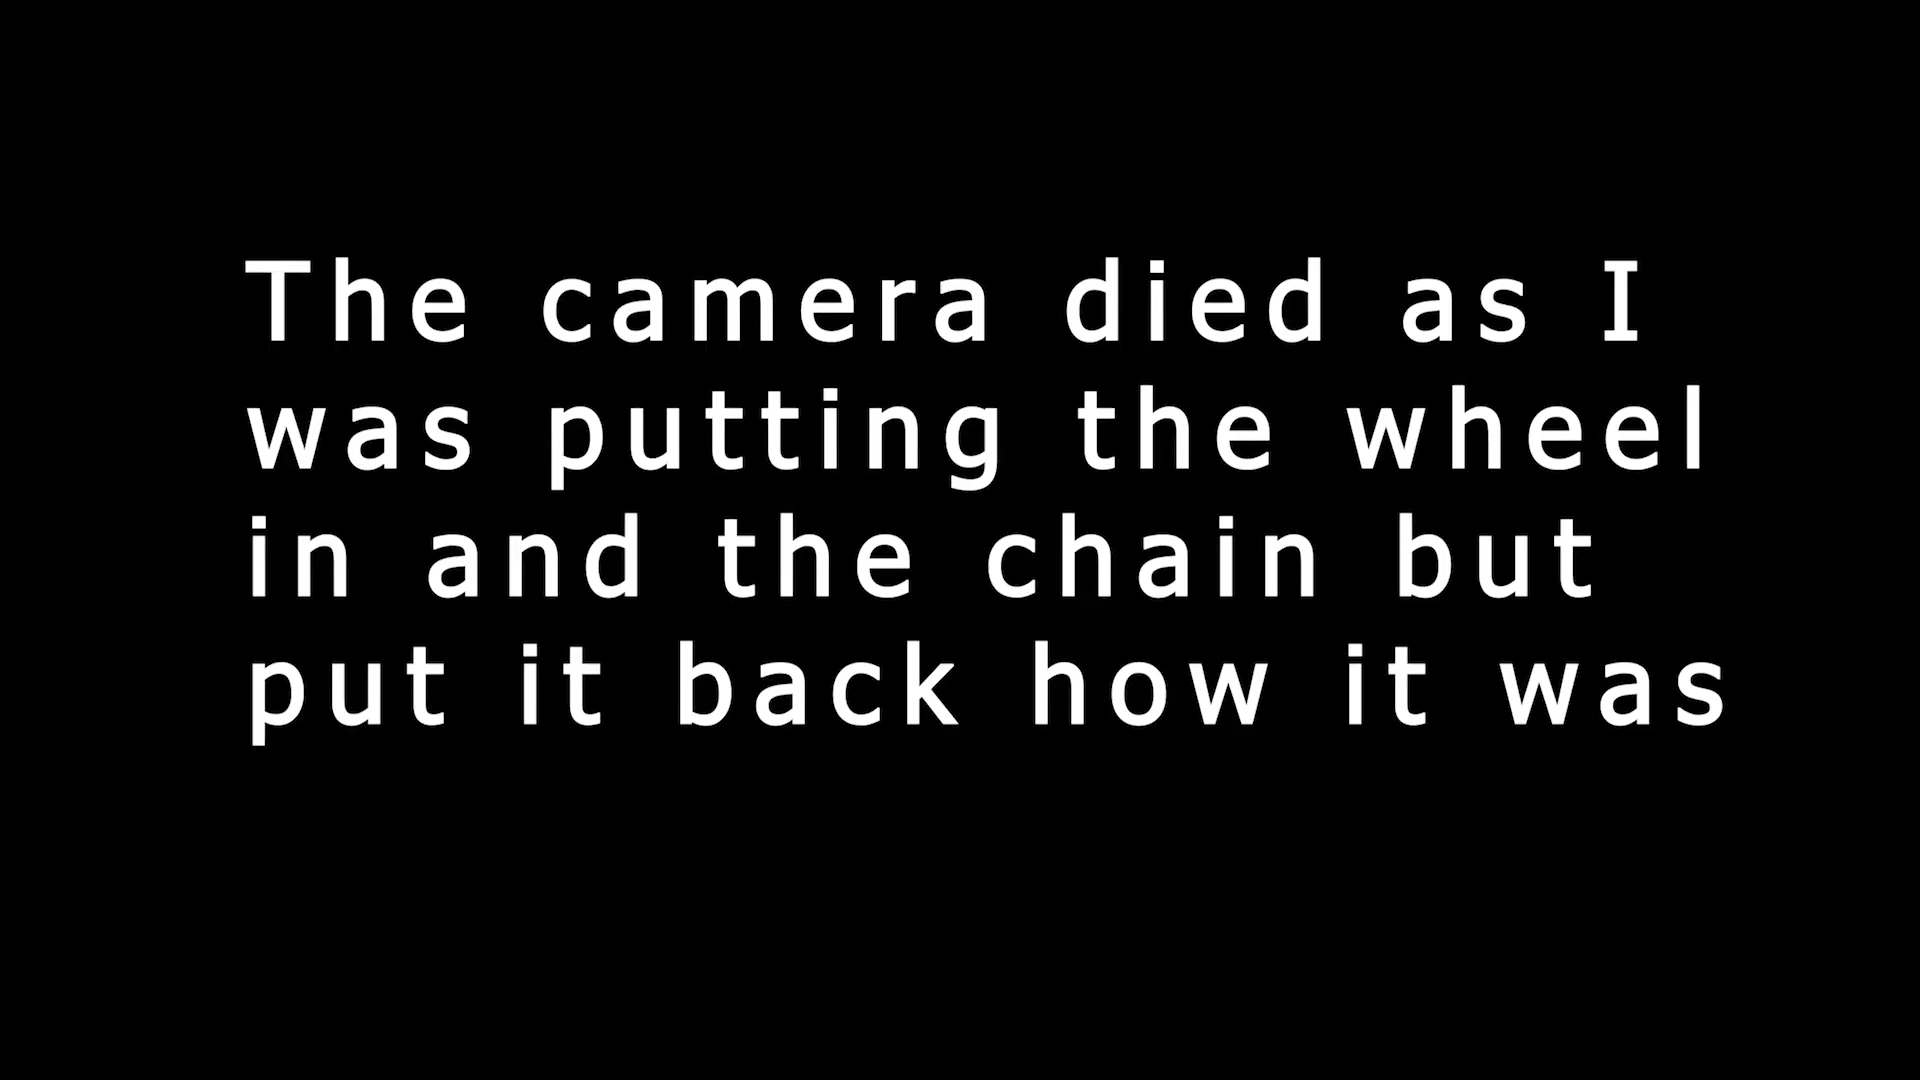 The camera died as I
was putting the wheel
in and the chain but
put it back how it was